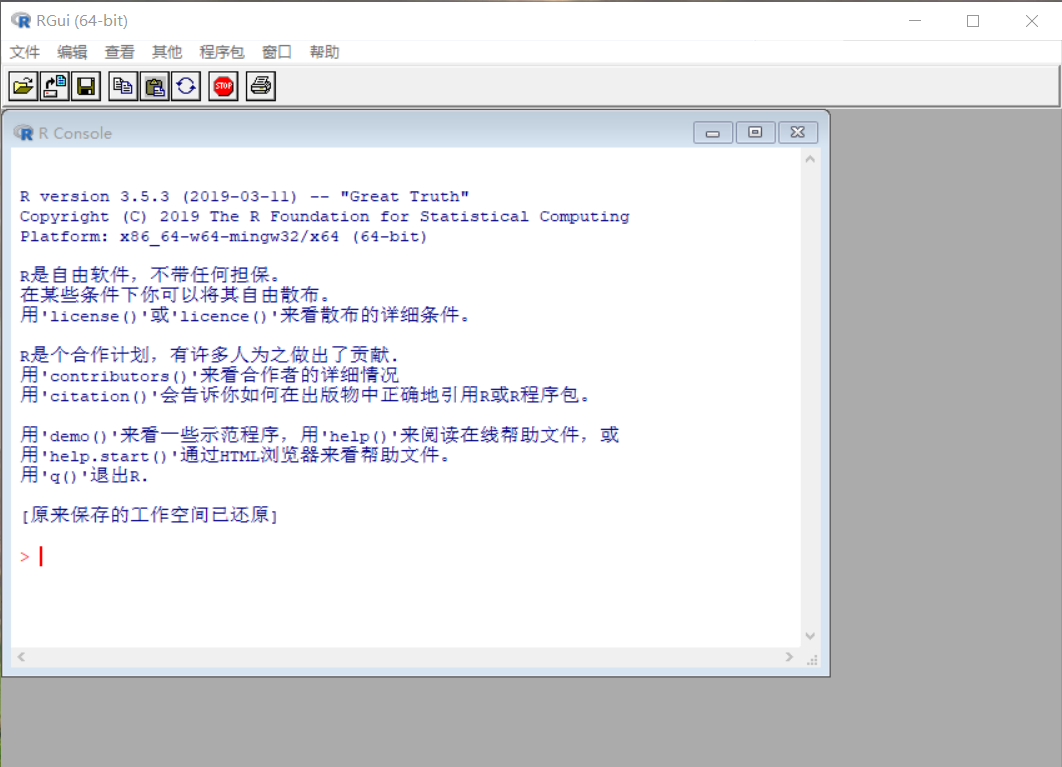 RGui (64-bit)
文件 编辑 查看 其他 程序包 窗口 帮助
STOP
R Console
R version 3.5.3 (2019-03-11) -- "Great Truth"
Copyright (C) 2019 The R Foundation for Statistical Computing
Platform: x86_64-w64-mingw32/x64 (64-bit)
R是自由软件，不带任何担保。
在某些条件下你可以将其自由散布。
用'license()'或'licence()'来看散布的详细条件。
R是个合作计划，有许多人为之做出了贡献.
用'contributors()'来看合作者的详细情况
用'citation()'会告诉你如何在出版物中正确地引用R或R程序包。
用'demo()'来看一些示范程序，用'help()'来阅读在线帮助文件，或
用'help.start()'通过HTML浏览器来看帮助文件。
用'q()'退出R.
[原来保存的工作空间已还原]
>